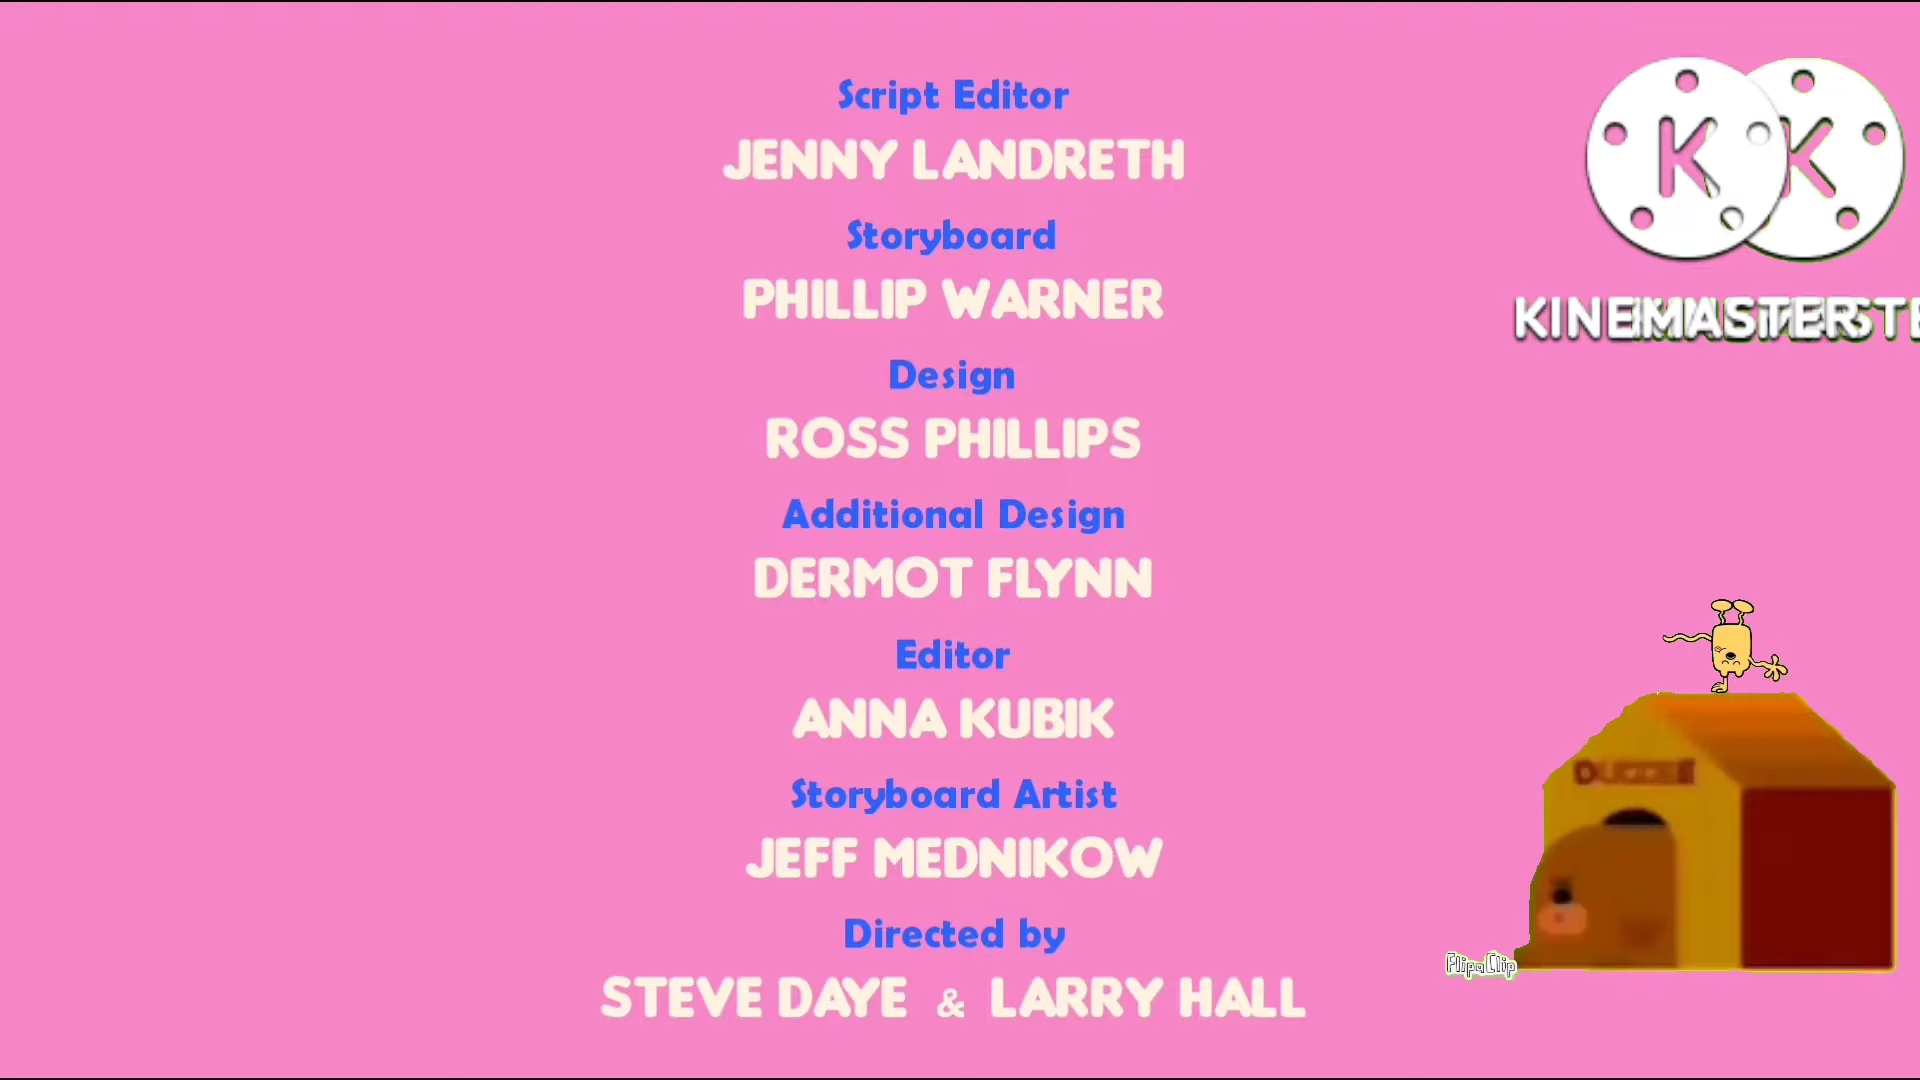 Script Editor
JENNY LANDRETH
Storyboard
PHILLIP WARNER
Design
ROSS PHILLIPS
Additional Design
DERMOT FLYNN
Editor
ANNA KUBIK
Storyboard Artist
JEFF MEDNIKOW
Directed by
STEVE DAYE & LARRY HALL
K K
KINEMASTER
FlipaClip